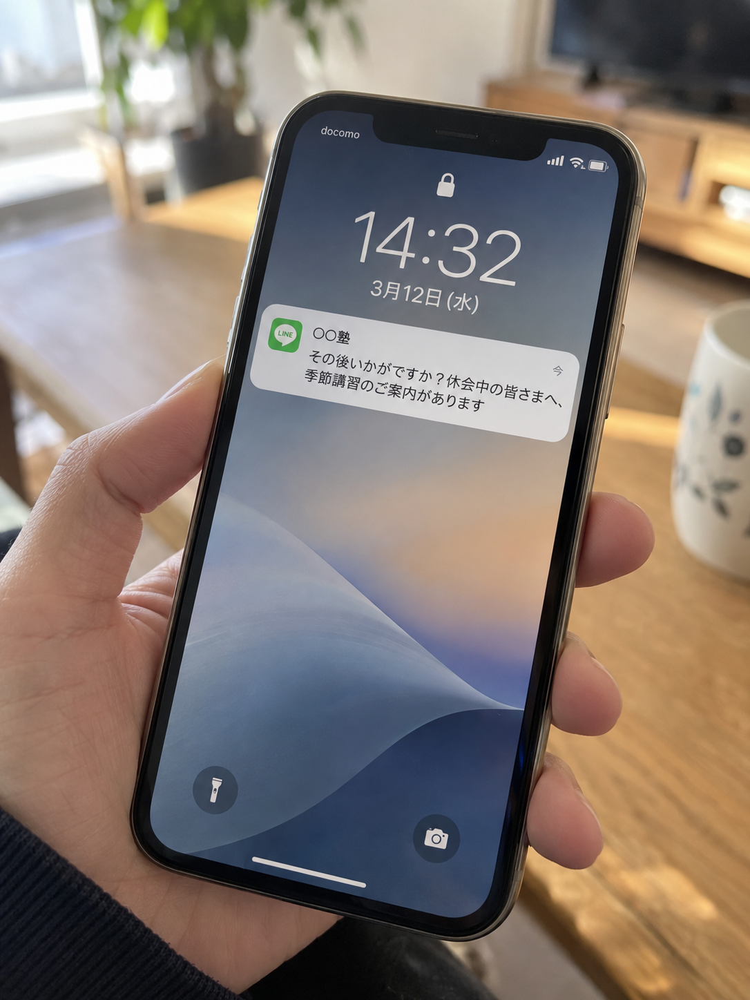 docomo
14:32
3月12日(水)
LINE
〇〇塾
今
その後いかがですか？休会中の皆さまへ、
季節講習のご案内があります